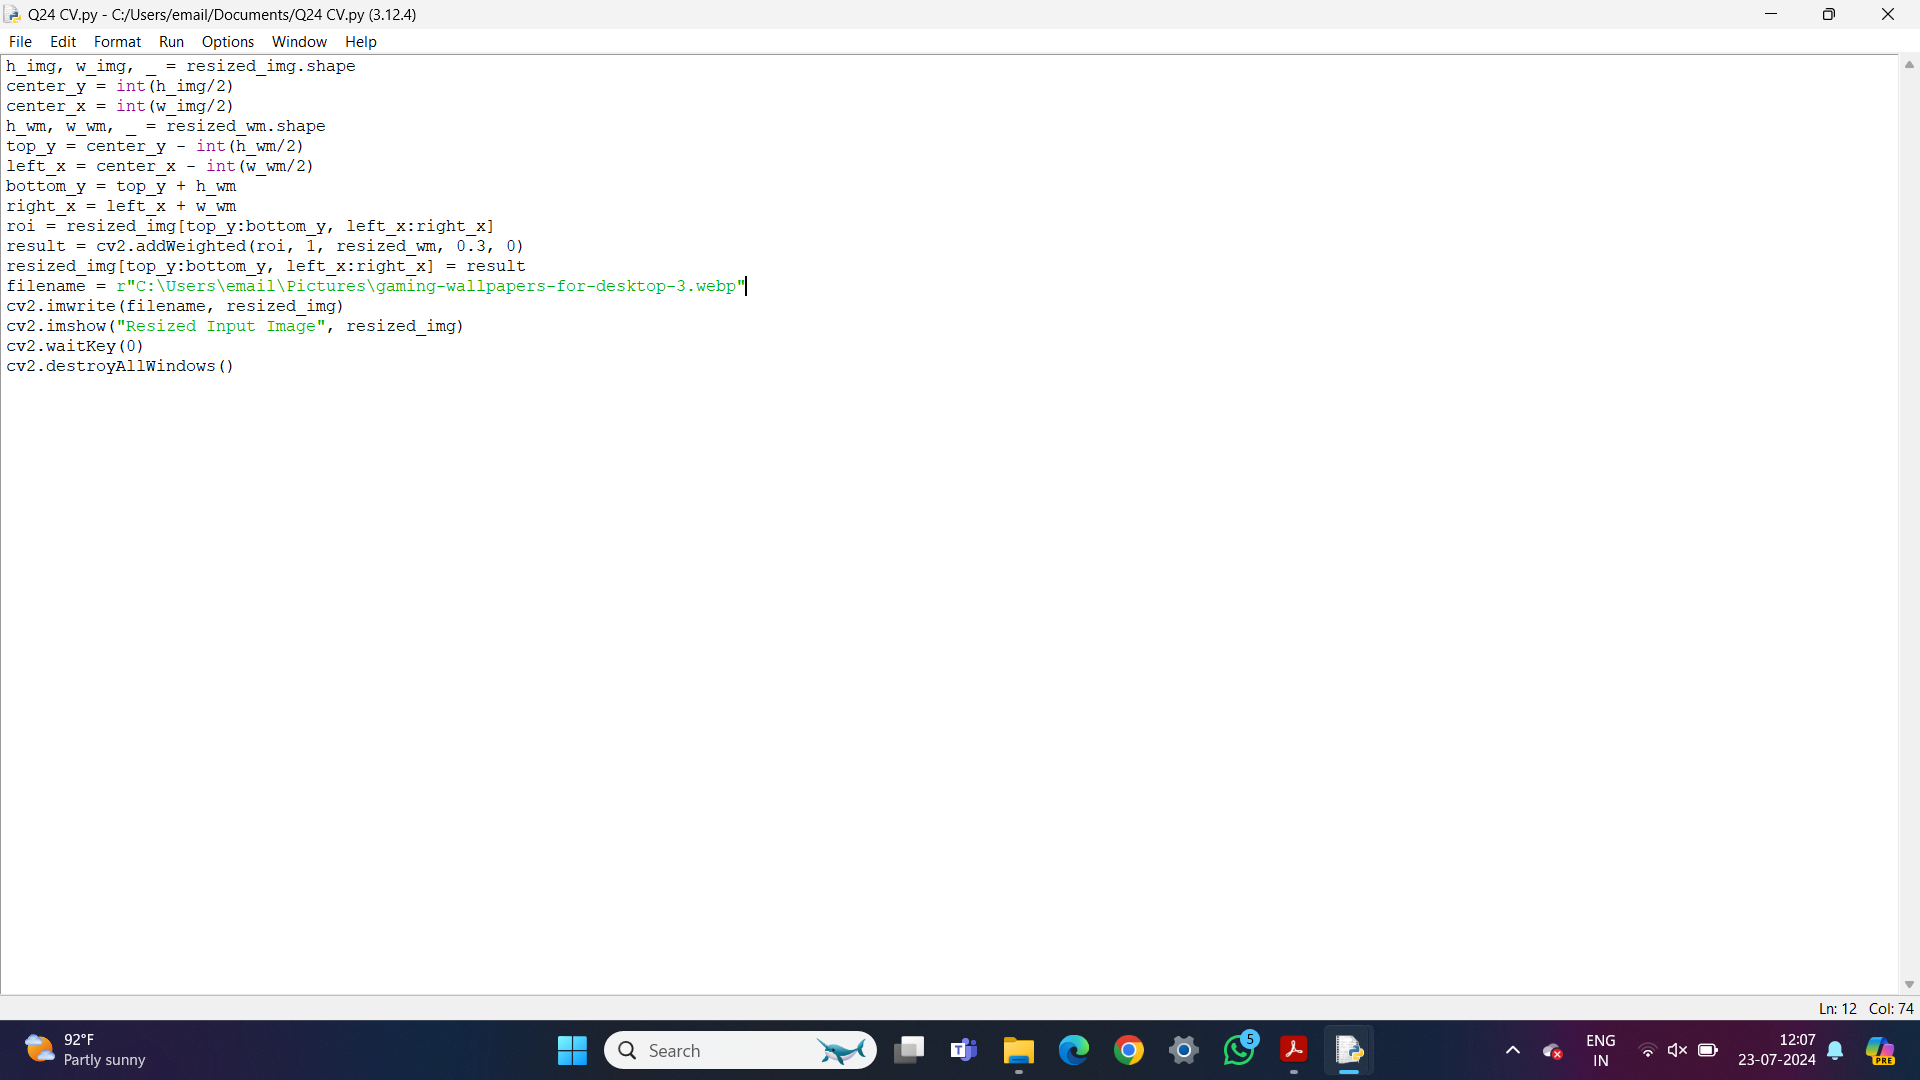 Q24 CV.py - C:/Users/email/Documents/Q24 CV.py (3.12.4)
File Edit Format Run Options Window Help
h_img, w_img, _ = resized_img.shape
center_y = int(h_img/2)
center_x = int(w_img/2)
h_wm, w_wm, _ = resized_wm.shape
top_y = center_y - int(h_wm/2)
left_x = center_x - int(w_wm/2)
bottom_y = top_y + h_wm
right_x = left_x + w_wm
roi = resized_img[top_y:bottom_y, left_x:right_x]
result = cv2.addWeighted(roi, 1, resized_wm, 0.3, 0)
resized_img[top_y:bottom_y, left_x:right_x] = result
filename = r"C:\Users\email\Pictures\gaming-wallpapers-for-desktop-3.webp"
cv2.imwrite(filename, resized_img)
cv2.imshow("Resized Input Image", resized_img)
cv2.waitKey(0)
cv2.destroyAllWindows()
Ln: 12 Col: 74
92°F
Partly sunny
Search
5
ENG
IN
12:07
23-07-2024
PRE